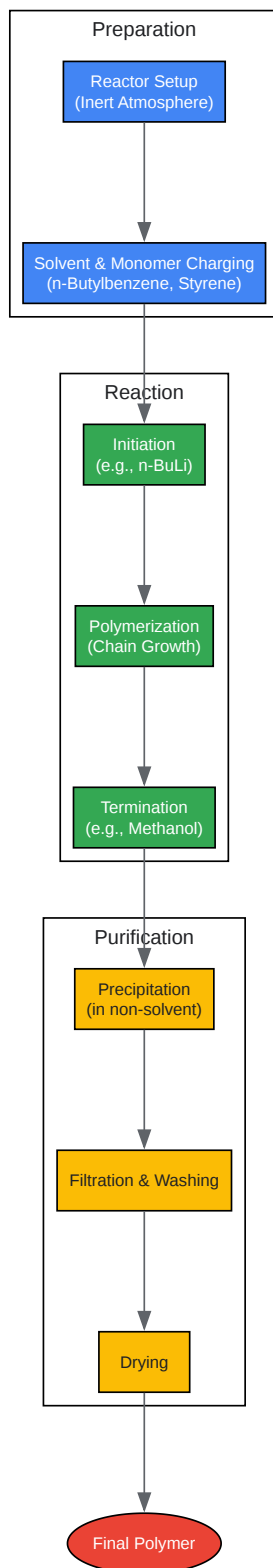 Preparation
Reactor Setup
(Inert Atmosphere)
Solvent & Monomer Charging
(n-Butylbenzene, Styrene)
Reaction
Initiation
(e.g., n-BuLi)
Polymerization
(Chain Growth)
Termination
(e.g., Methanol)
Purification
Precipitation
(in non-solvent)
Filtration & Washing
Drying
Final Polymer